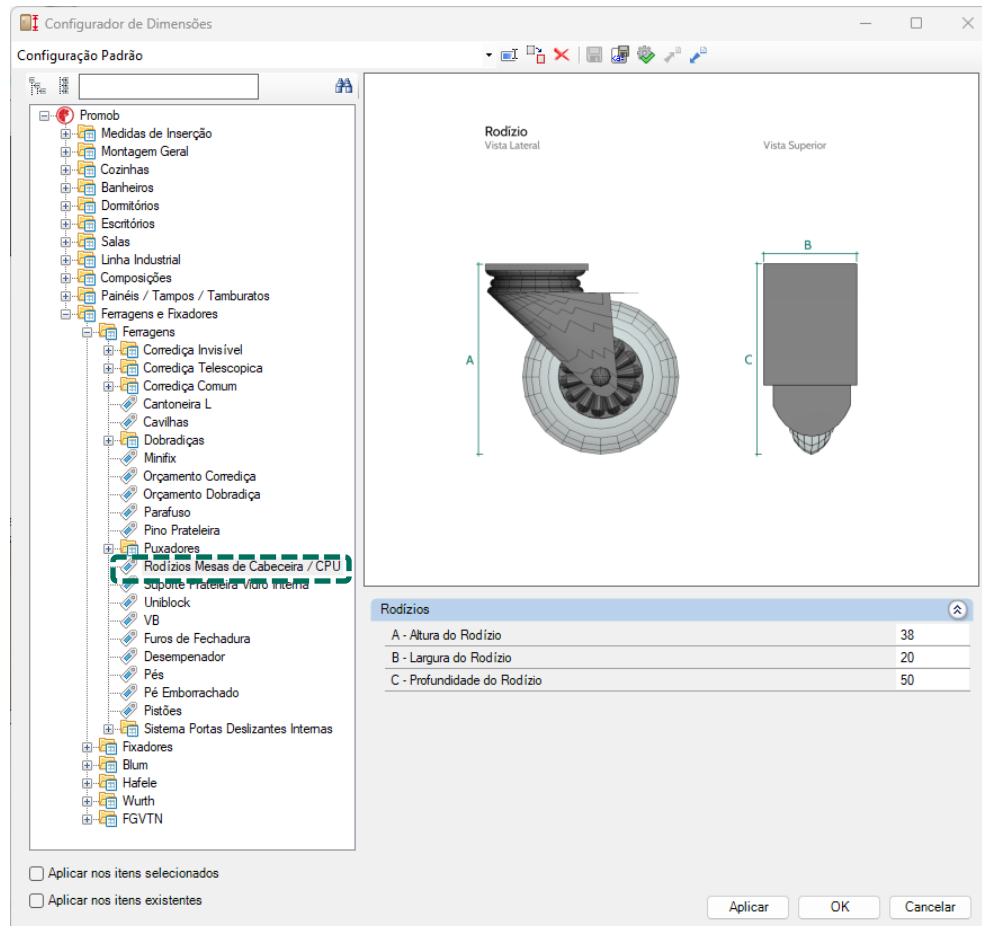 Configurador de Dimensões
Configuração Padrão
Promob
Medidas de Inserção
Montagem Geral
Cozinhas
Banheiros
Dormitórios
Escritórios
Salas
Linha Industrial
Composições
Painéis / Tampos / Tamburatos
Ferragens e Fixadores
Ferragens
Corrediça Invisível
Corrediça Telescopica
Corrediça Comum
Cantoneira L
Cavilhas
Dobradiças
Minifix
Orçamento Corrediça
Orçamento Dobradiça
Parafuso
Pino Prateleira
Puxadores
Rodízios Mesas de Cabeceira / CPU
Suporte Prateleira Vidro Interna
Uniblock
VB
Furos de Fechadura
Desempenador
Pés
Pé Emborrachado
Pistões
Sistema Portas Deslizantes Internas
Fixadores
Blum
Hafele
Wurth
FGVTN
Rodízio
Vista Lateral
Vista Superior
A
B
C
Rodízios
A - Altura do Rodízio 38
B - Largura do Rodízio 20
C - Profundidade do Rodízio 50
Aplicar nos itens selecionados
Aplicar nos itens existentes
Aplicar OK Cancelar